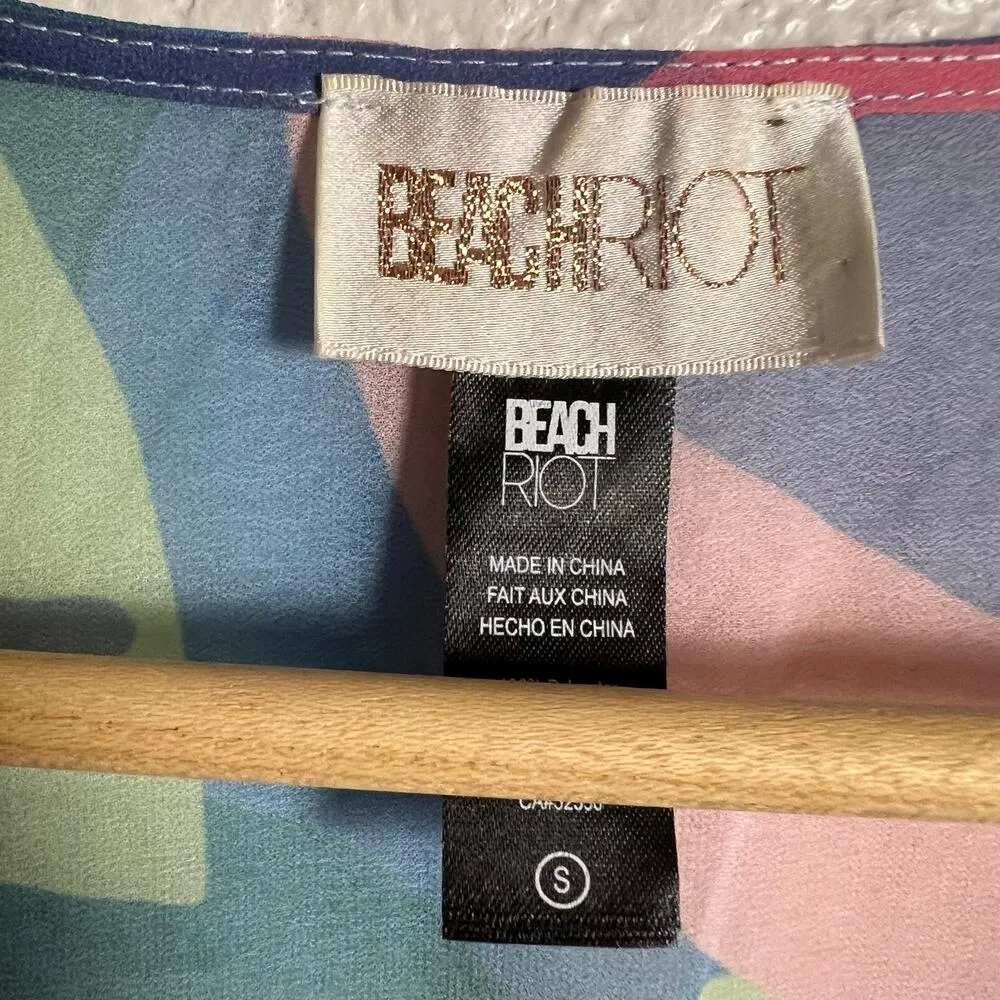 BEACHRIOT
BEACH
RIOT
MADE IN CHINA
FAIT AUX CHINA
HECHO EN CHINA
S